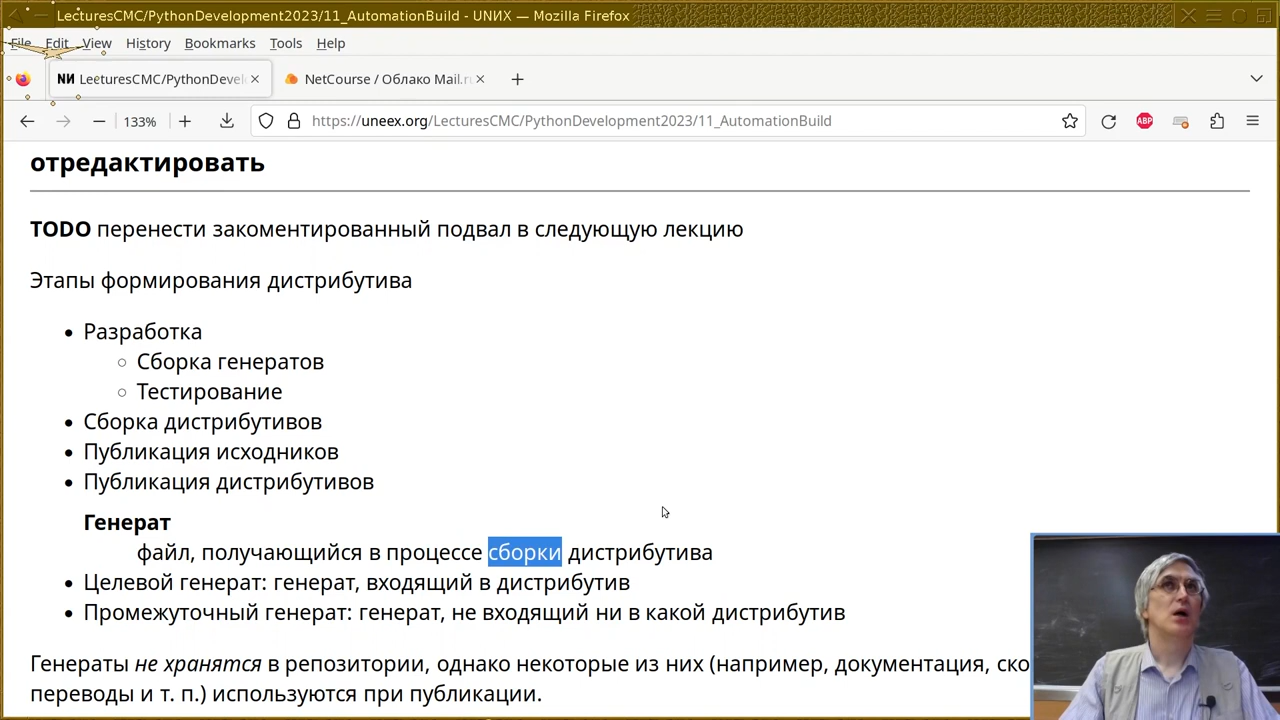 LecturesCMC/PythonDevelopment2023/11_AutomationBuild - UNИX — Mozilla Firefox
File Edit View History Bookmarks Tools Help
NИ LecturesCMC/PythonDevel
NetCourse / Облако Mail.r
133%
https://uneex.org/LecturesCMC/PythonDevelopment2023/11_AutomationBuild
ABP
отредактировать
TODO перенести закоментированный подвал в следующую лекцию
Этапы формирования дистрибутива
Разработка
Сборка генератов
Тестирование
Сборка дистрибутивов
Публикация исходников
Публикация дистрибутивов
Генерат
файл, получающийся в процессе сборки дистрибутива
Целевой генерат: генерат, входящий в дистрибутив
Промежуточный генерат: генерат, не входящий ни в какой дистрибутив
Генераты не хранятся в репозитории, однако некоторые из них (например, документация, ско
переводы и т. п.) используются при публикации.